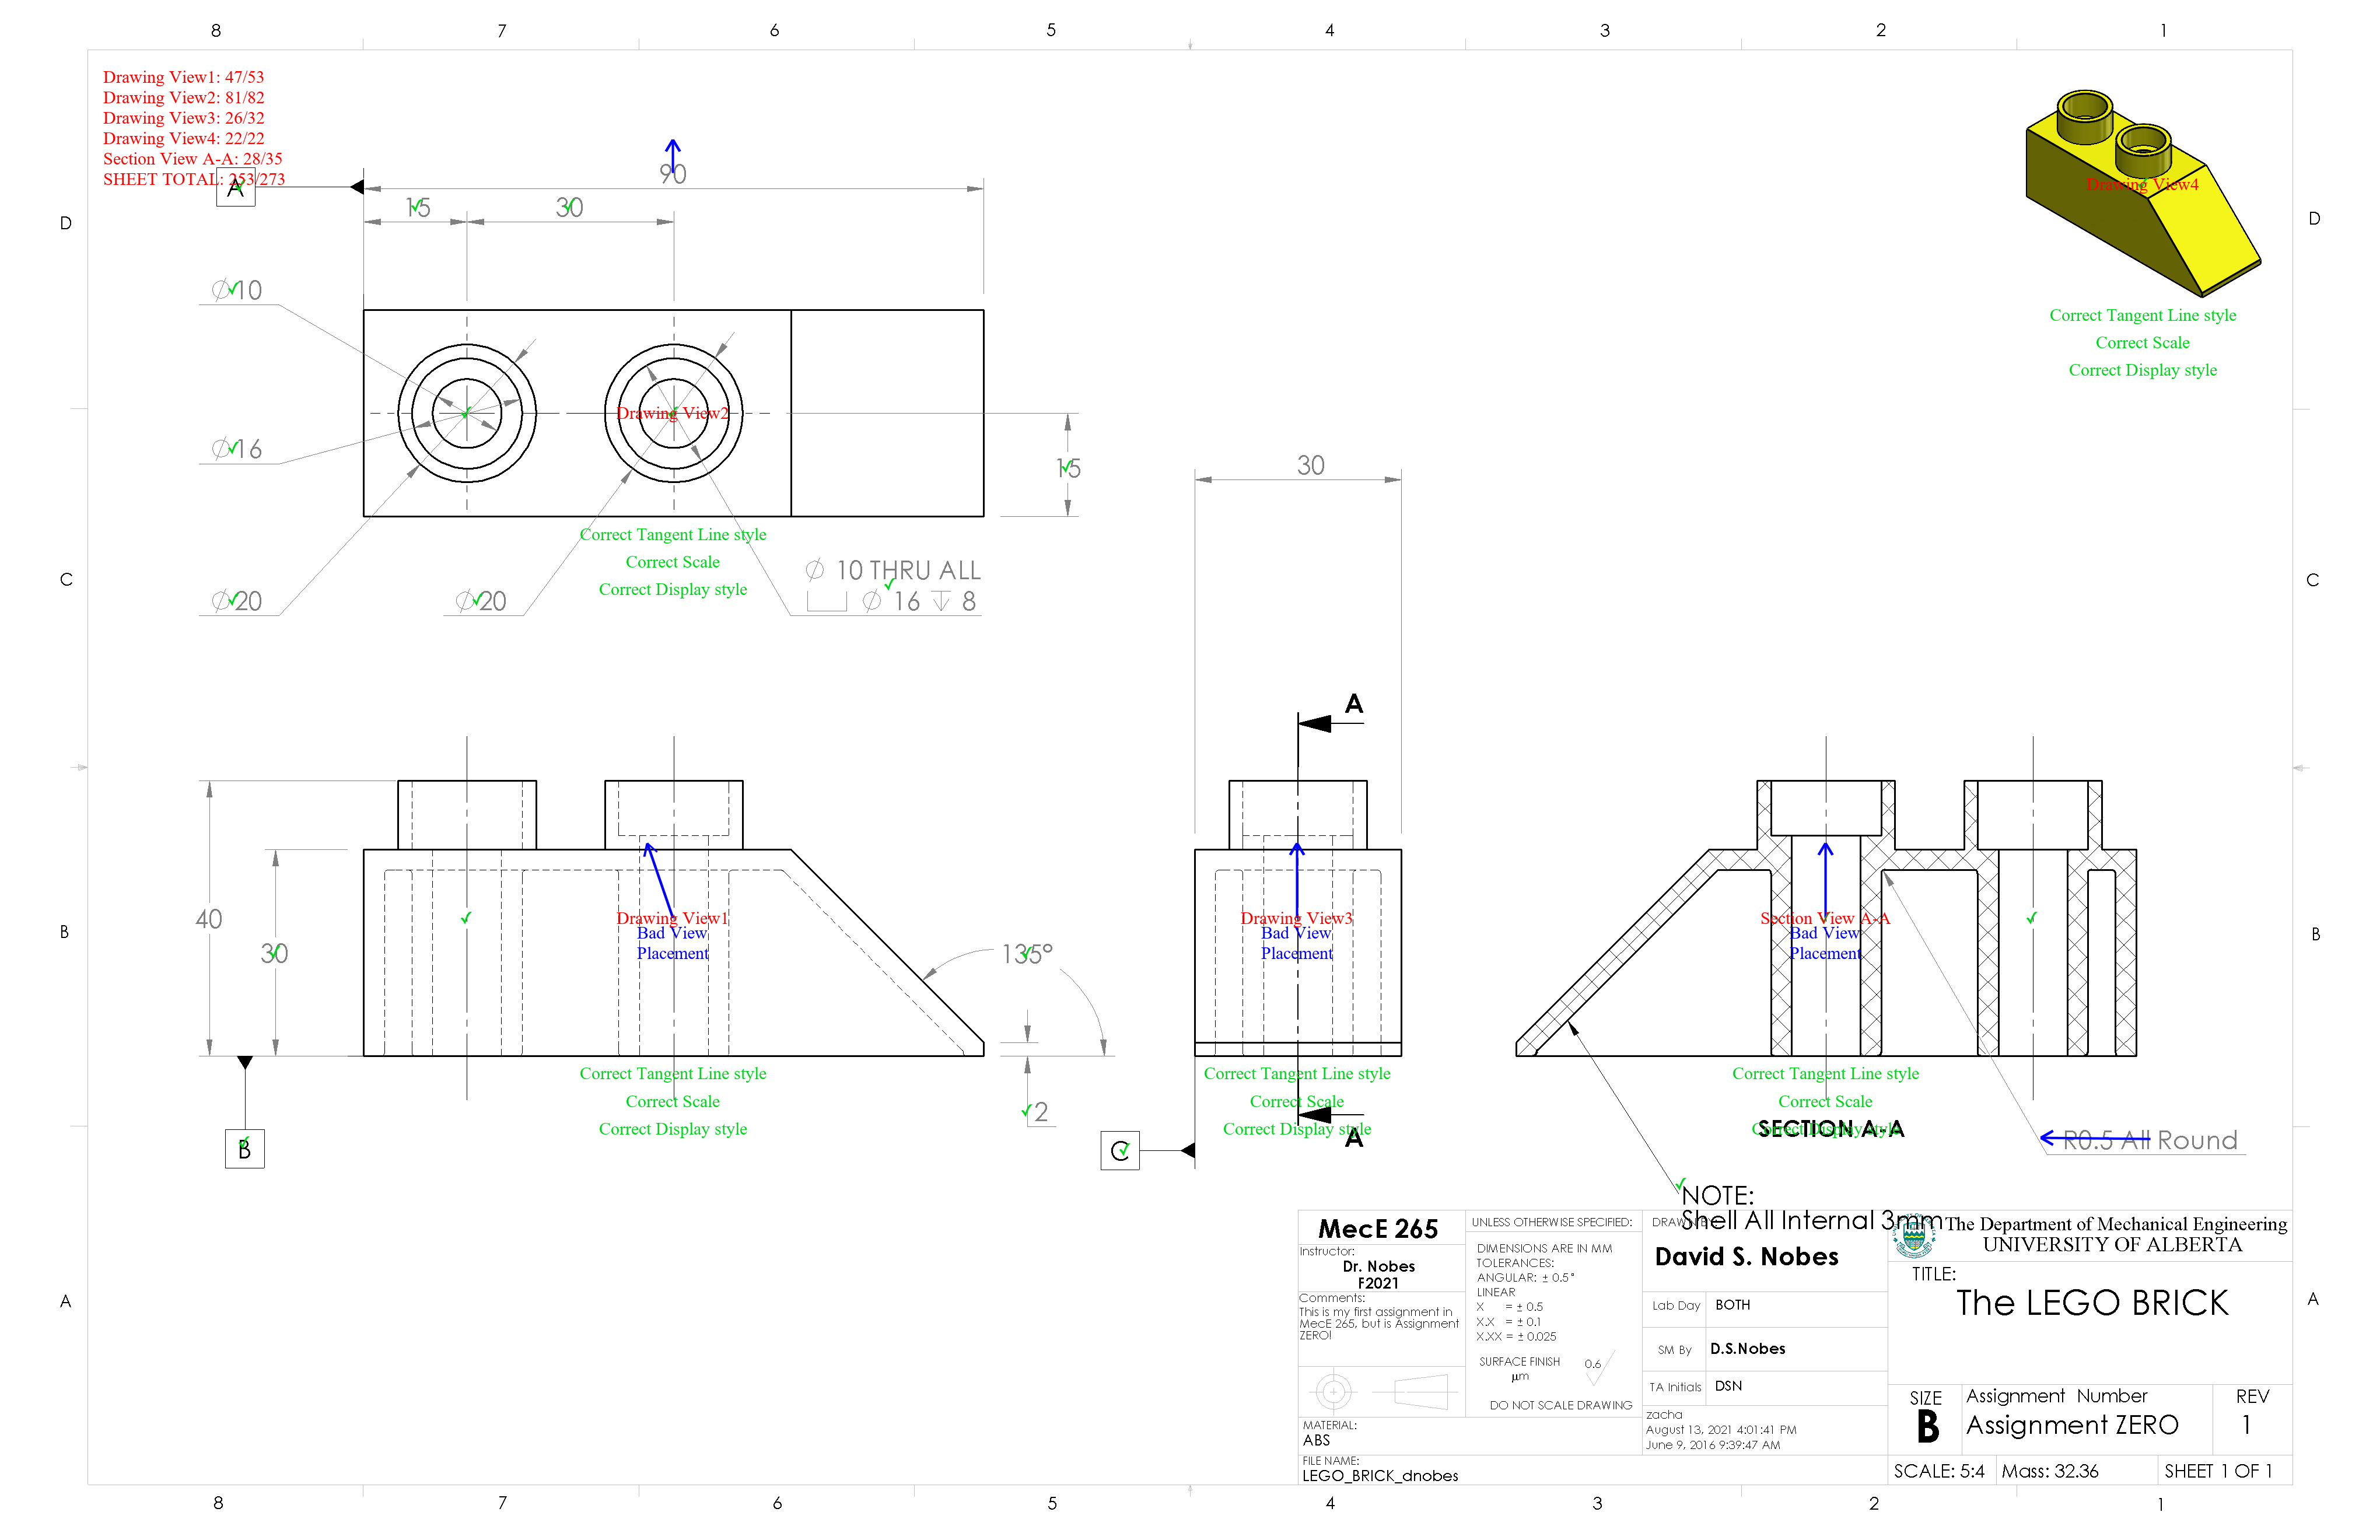 8 7 6 5 4 3 2 1
Drawing View1: 47/53
Drawing View2: 81/82
Drawing View3: 26/32
Drawing View4: 22/22
Section View A-A: 28/35
SHEET TOTAL: 253/273
A
90
15
30
D
D
Drawing View4
Correct Tangent Line style
Correct Scale
Correct Display style
∅10
∅16
Drawing View2
15
30
Correct Tangent Line style
Correct Scale
Correct Display style
∅20
∅20
∅ 10 THRU ALL
⌴ ∅ 16 ↧ 8
C
C
A
40
30
135°
2
B
B
Drawing View1
Bad View
Placement
Drawing View3
Bad View
Placement
Section View A-A
Bad View
Placement
Correct Tangent Line style
Correct Scale
Correct Display style
Correct Tangent Line style
Correct Scale
Correct Display style
Correct Tangent Line style
Correct Scale
Correct Display style
B
C
A
SECTION A-A
R0.5 All Round
NOTE:
Shell All Internal 3mm
A
A
MecE 265
Instructor:
Dr. Nobes
F2021
Comments:
This is my first assignment in
MecE 265, but is Assignment
ZERO!
MATERIAL:
ABS
FILE NAME:
LEGO_BRICK_dnobes
UNLESS OTHERWISE SPECIFIED:
DIMENSIONS ARE IN MM
TOLERANCES:
ANGULAR: ± 0.5°
LINEAR
X = ± 0.5
X.X = ± 0.1
X.XX = ± 0.025
SURFACE FINISH 0.6
µm
DO NOT SCALE DRAWING
DRAWN BY:
David S. Nobes
Lab Day BOTH
SM By D.S.Nobes
TA Initials DSN
zacha
August 13, 2021 4:01:41 PM
June 9, 2016 9:39:47 AM
The Department of Mechanical Engineering
UNIVERSITY OF ALBERTA
TITLE:
The LEGO BRICK
SIZE
B
Assignment Number
Assignment ZERO
REV
1
SCALE: 5:4 Mass: 32.36 SHEET 1 OF 1
8 7 6 5 4 3 2 1